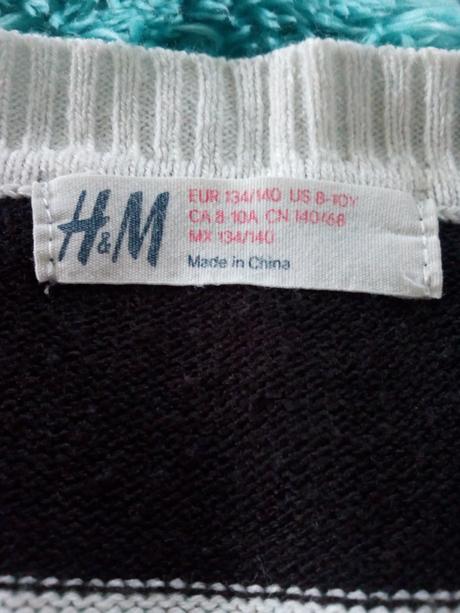 H&M
EUR 134/140 US 8-10Y
CA 8-10A CN 140/68
MX 134/140
Made in China